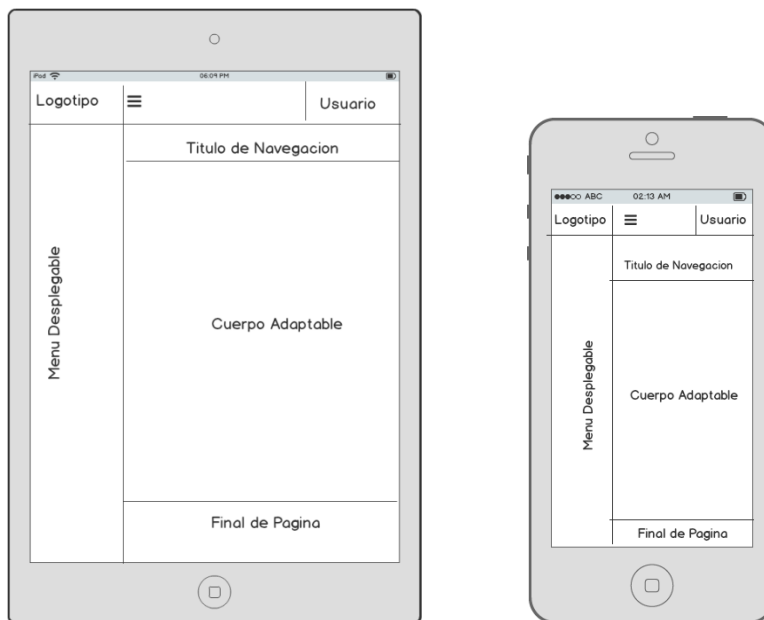 iPod 06:09 PM
Logotipo Usuario
Titulo de Navegacion
Menu Desplegable
Cuerpo Adaptable
Final de Pagina
ABC 02:13 AM
Logotipo Usuario
Titulo de Navegacion
Menu Desplegable
Cuerpo Adaptable
Final de Pagina